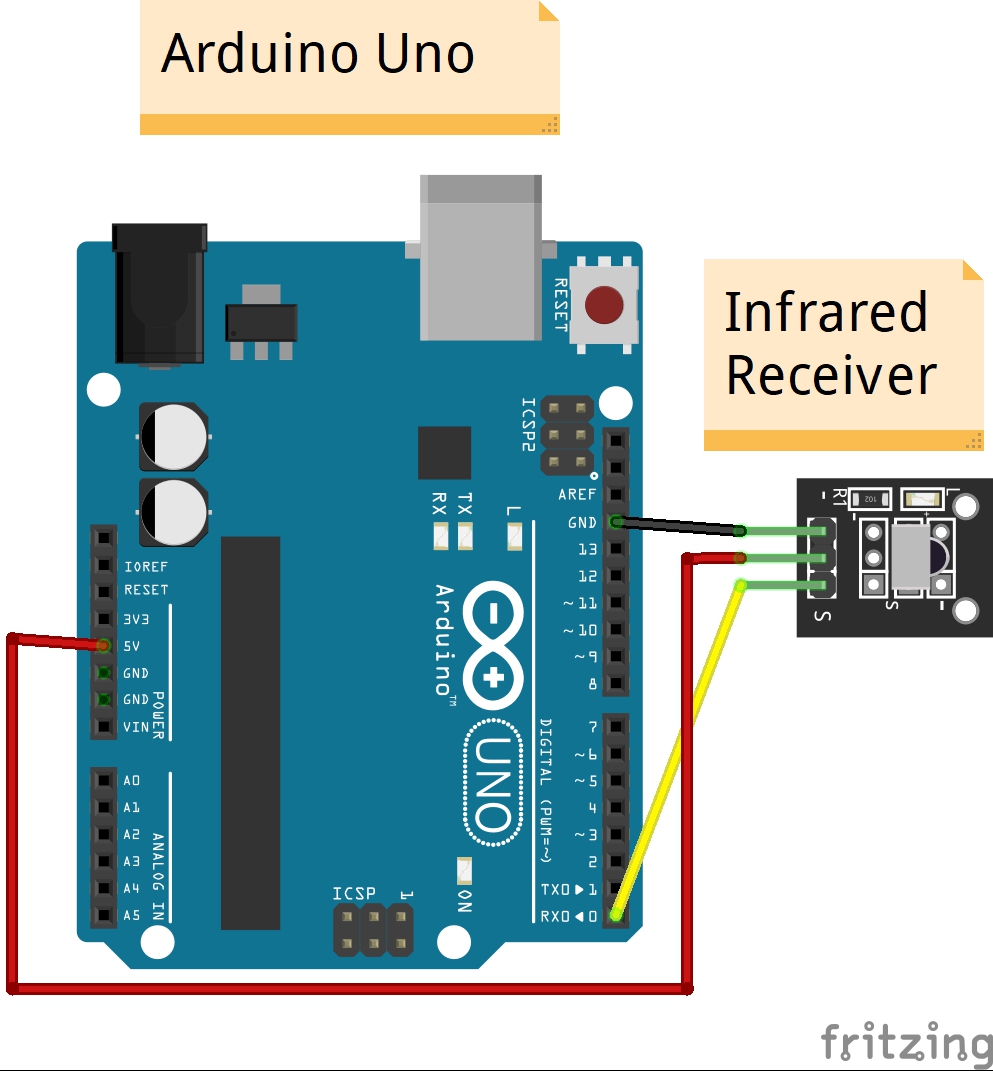 Arduino Uno
Infrared
Receiver
RESET
ICSP2
AREF
GND
13
12
~11
~10
~9
8
7
~6
~5
4
~3
2
TX0▶1
RX0◀0
RX
TX
L
IOREF
RESET
3V3
5V
GND
GND
VIN
POWER
A0
A1
A2
A3
A4
A5
ANALOG IN
Arduino™
UNO
DIGITAL (PWM=~)
ICSP
1
ON
-
R1
102
L
+
S
S
-
fritzing